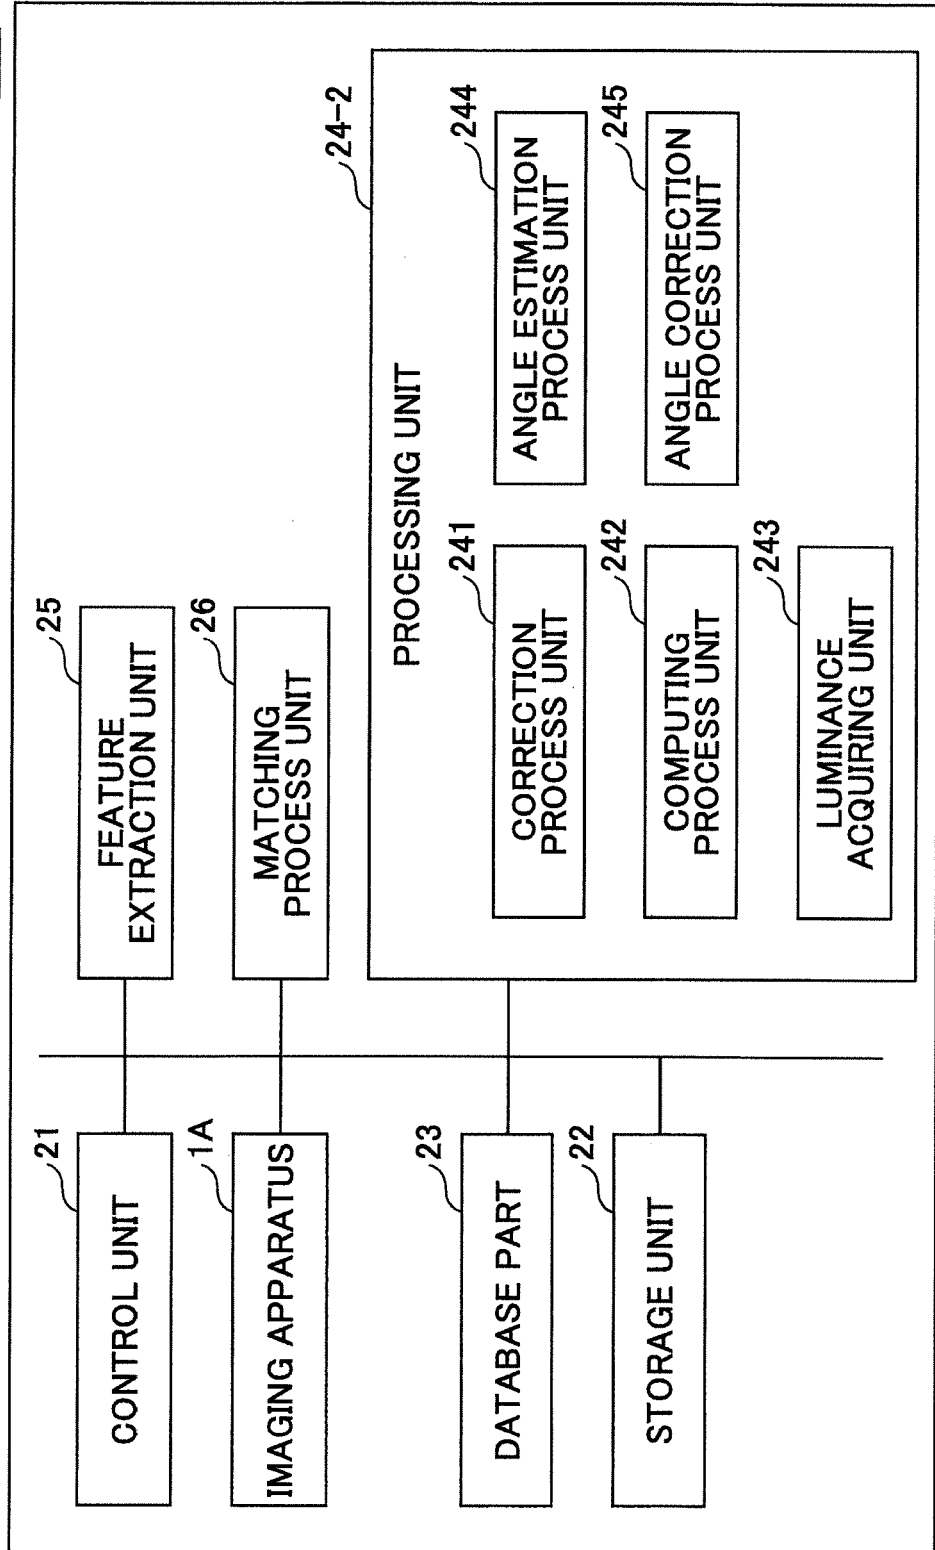 21
CONTROL UNIT
1A
IMAGING APPARATUS
23
DATABASE PART
22
STORAGE UNIT
25
FEATURE
EXTRACTION UNIT
26
MATCHING
PROCESS UNIT
24-2
PROCESSING UNIT
241
CORRECTION
PROCESS UNIT
242
COMPUTING
PROCESS UNIT
243
LUMINANCE
ACQUIRING UNIT
244
ANGLE ESTIMATION
PROCESS UNIT
245
ANGLE CORRECTION
PROCESS UNIT